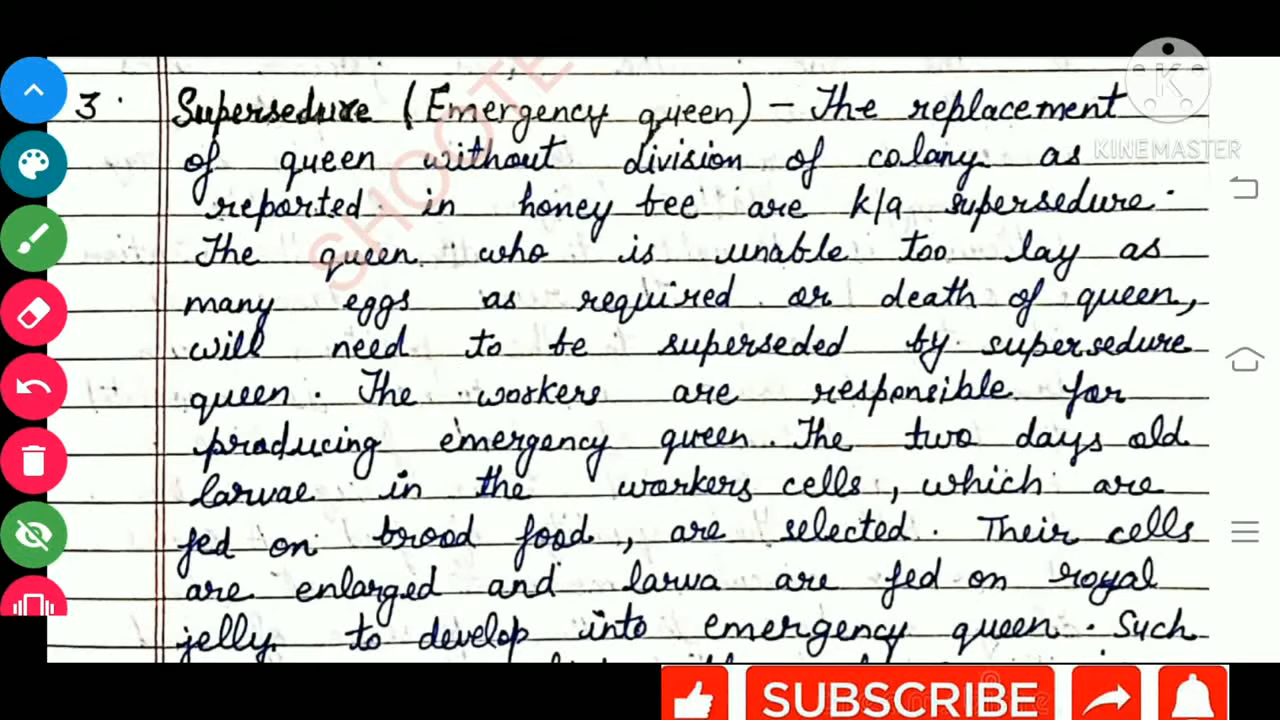 3. Supersedure (Emergency queen) - The replacement
of queen without division of colany as
reported in honey bee are k/a supersedure.
The queen who is unable too lay as
many eggs as required or death of queen,
will need to be superseded by supersedure
queen. The workers are responsible for
producing emergency queen. The two days old
larvae in the workers cells, which are
fed on brood food, are selected. Their cells
are enlarged and larva are fed on royal
jelly to develop into emergency queen. Such
SHOOTE
K
KINEMASTER
SUBSCRIBE